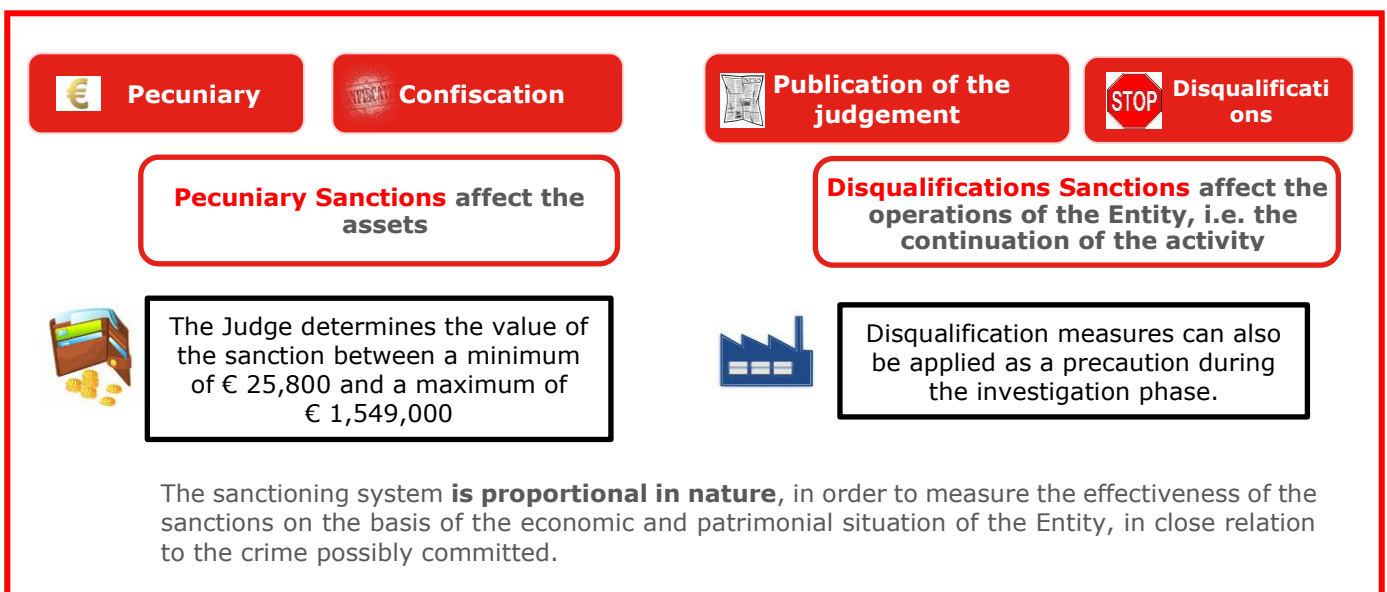 Pecuniary
Confiscation
Publication of the
judgement
STOP
Disqualificati
ons
Pecuniary Sanctions affect the
assets
Disqualifications Sanctions affect the
operations of the Entity, i.e. the
continuation of the activity
The Judge determines the value of
the sanction between a minimum
of € 25,800 and a maximum of
€ 1,549,000
Disqualification measures can also
be applied as a precaution during
the investigation phase.
The sanctioning system is proportional in nature, in order to measure the effectiveness of the
sanctions on the basis of the economic and patrimonial situation of the Entity, in close relation
to the crime possibly committed.